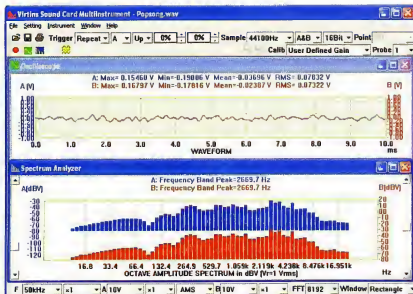 Virtins Sound Card MultiInstrument - Popsong.wav
File Setting Instrument Window Help
Trigger Repeat A Up 0% 0% Sample 44100Hz A&B 16Bit Point
Calib User Defined Gain Probe 1
Oscilloscope
A: Max= 0.15460 V Min=-0.19086 V Mean=-0.03696 V RMS= 0.07032 V
B: Max= 0.16797 V Min=-0.17816 V Mean=-0.02307 V RMS= 0.07322 V
A (V) B (V)
0.0 1.0 2.0 3.0 4.0 5.0 6.0 7.0 8.0 9.0 10.0
WAVEFORM ms
Spectrum Analyzer
A: Frequency Band Peak=2669.7 Hz
B: Frequency Band Peak=2669.7 Hz
A(dBV) B(dBV)
16.8 33.4 66.4 132.4 264.9 529.7 1.059k 2.119k 4.238k 8.476k 16.951k
OCTAVE AMPLITUDE SPECTRUM in dBV [Vr=1 Vrms] Hz
F 50kHz ×1 A 10V ×1 AMS B 10V ×1 FFT 8192 Window Rectangle